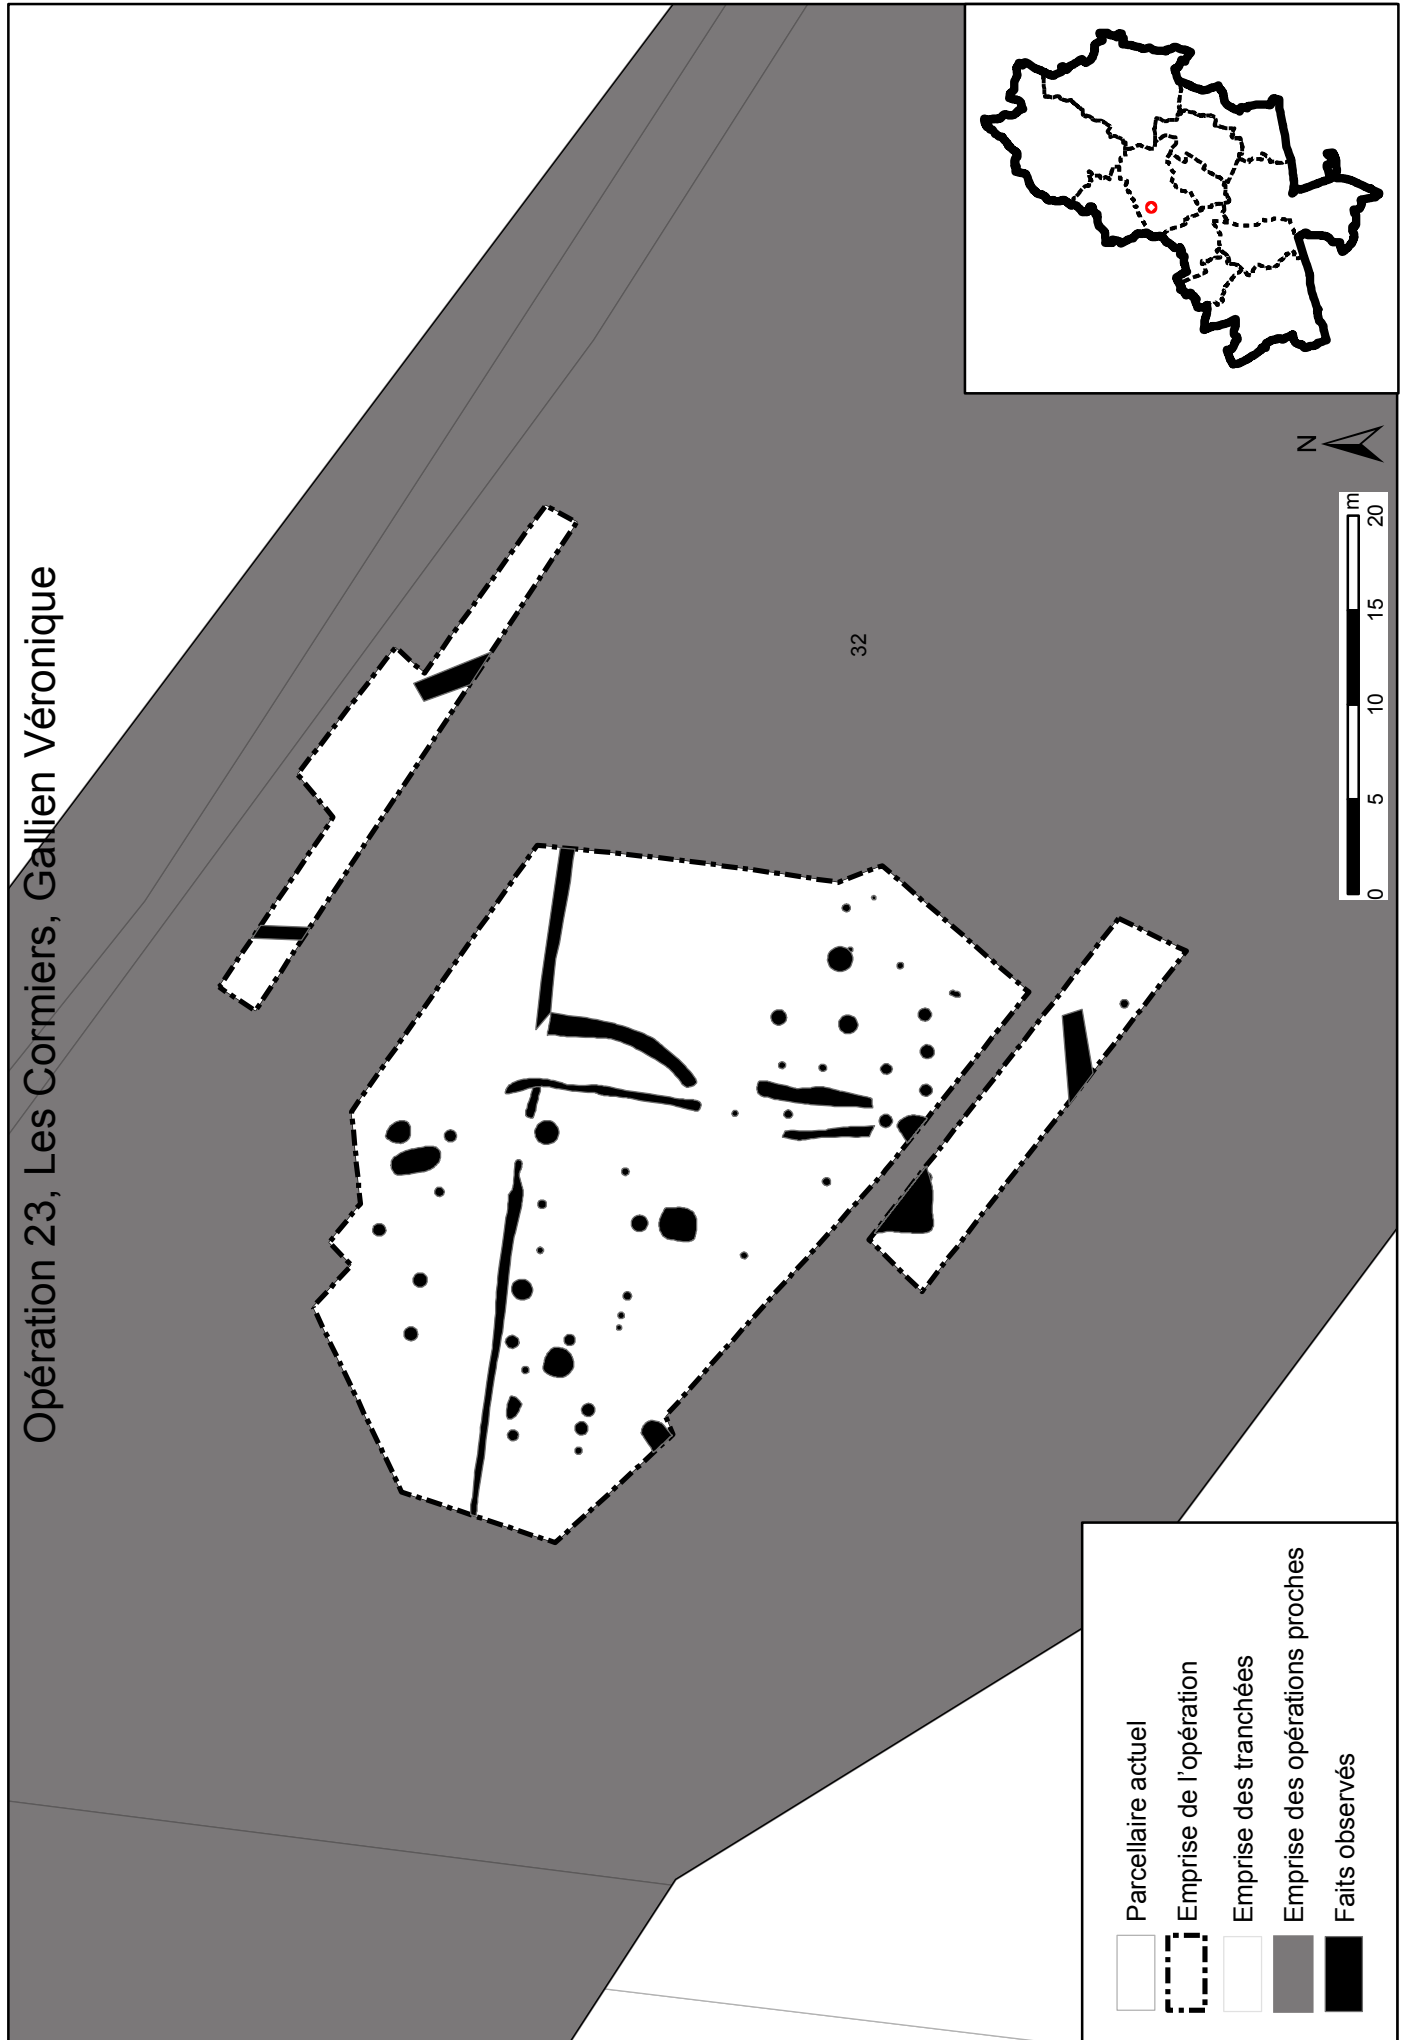 Opération 23, Les Cormiers, Gallien Véronique
32
N
0 5 10 15 20 m
Parcellaire actuel
Emprise de l'opération
Emprise des tranchées
Emprise des opérations proches
Faits observés